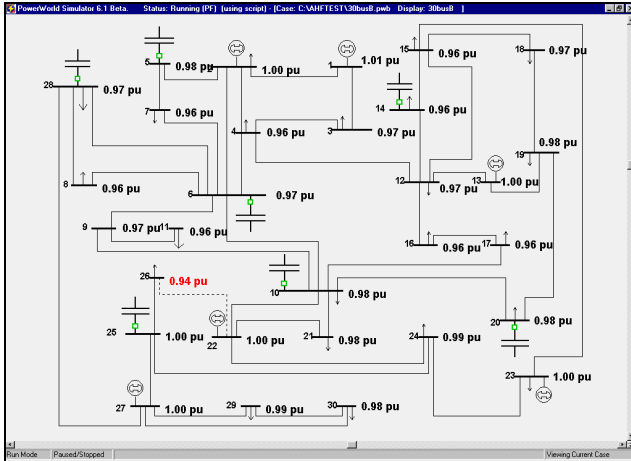 PowerWorld Simulator 6.1 Beta. Status: Running (PF) (using script) - [Case: C:\AHFTEST\30busB.pwb Display: 30busB ]
5 0.98 pu
1.00 pu
1 1.01 pu
15 0.96 pu
18 0.97 pu
28 0.97 pu
7 0.96 pu
14 0.96 pu
4 0.96 pu
3 0.97 pu
19 0.98 pu
8 0.96 pu
6 0.97 pu
12 0.97 pu
13 1.00 pu
9 0.97 pu
11 0.96 pu
16 0.96 pu
17 0.96 pu
26 0.94 pu
10 0.98 pu
25 1.00 pu
22 1.00 pu
21 0.98 pu
24 0.99 pu
20 0.98 pu
23 1.00 pu
27 1.00 pu
29 0.99 pu
30 0.98 pu
Run Mode Paused/Stopped Viewing Current Case